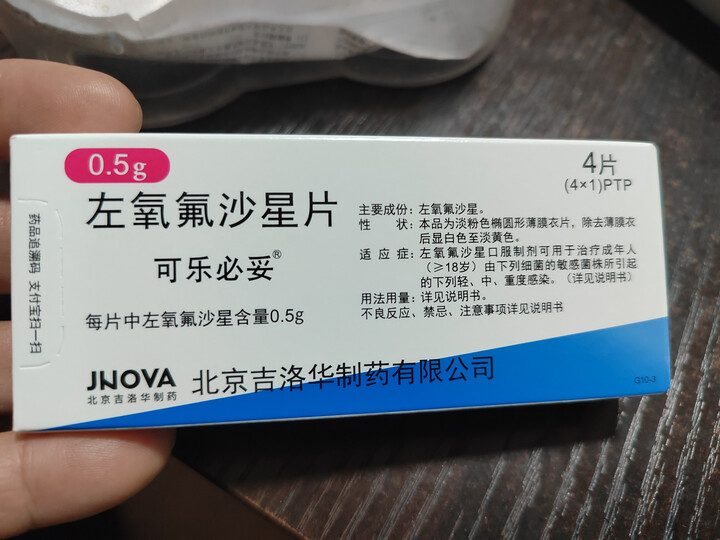 0.5g
左氧氟沙星片
可乐必妥®
每片中左氧氟沙星含量0.5g
JNOVA
北京吉洛华制药
北京吉洛华制药有限公司
4片
(4×1)PTP
主要成份：左氧氟沙星。
性 状：本品为淡粉色椭圆形薄膜衣片，除去薄膜衣
后显白色至淡黄色。
适 应 症：左氧氟沙星口服制剂可用于治疗成年人
（≥18岁）由下列细菌的敏感菌株所引起
的下列轻、中、重度感染。（详见说明书）
用法用量：详见说明书。
不良反应、禁忌、注意事项详见说明书
G10-3
药品追溯码 支付宝扫一扫